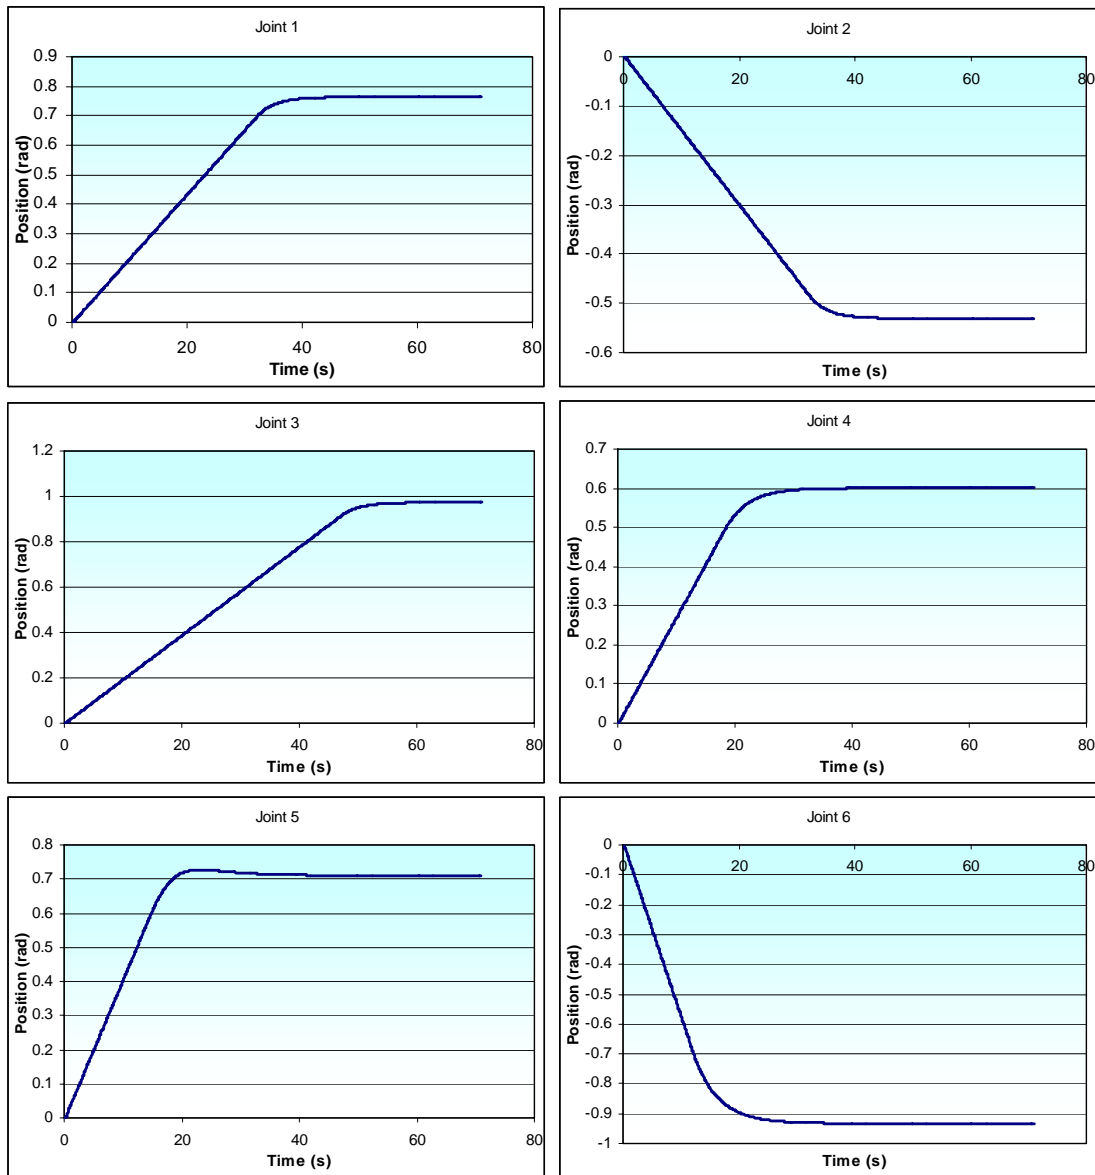 Joint 1
0.9
0.8
0.7
0.6
0.5
0.4
0.3
0.2
0.1
0
0 20 40 60 80
Position (rad)
Time (s)
Joint 2
0
-0.1
-0.2
-0.3
-0.4
-0.5
-0.6
0 20 40 60 80
Position (rad)
Time (s)
Joint 3
1.2
1
0.8
0.6
0.4
0.2
0
0 20 40 60 80
Position (rad)
Time (s)
Joint 4
0.7
0.6
0.5
0.4
0.3
0.2
0.1
0
0 20 40 60 80
Position (rad)
Time (s)
Joint 5
0.8
0.7
0.6
0.5
0.4
0.3
0.2
0.1
0
0 20 40 60 80
Position (rad)
Time (s)
Joint 6
0
-0.1
-0.2
-0.3
-0.4
-0.5
-0.6
-0.7
-0.8
-0.9
-1
0 20 40 60 80
Position (rad)
Time (s)